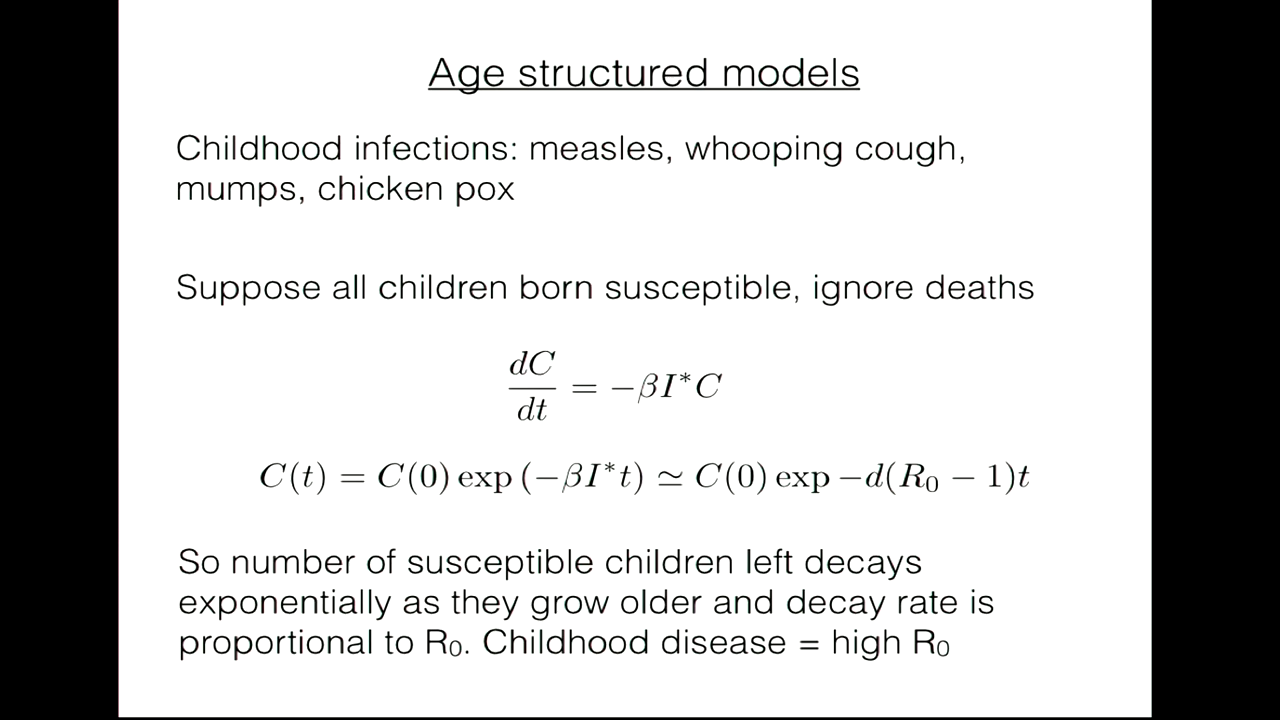 Age structured models
Childhood infections: measles, whooping cough,
mumps, chicken pox
Suppose all children born susceptible, ignore deaths
dC/dt = −βI*C
C(t) = C(0) exp (−βI*t) ≃ C(0) exp −d(R₀ − 1)t
So number of susceptible children left decays
exponentially as they grow older and decay rate is
proportional to R₀. Childhood disease = high R₀